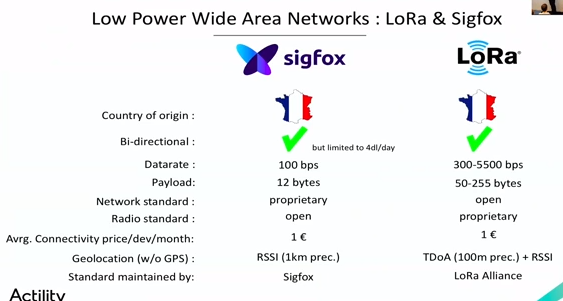 Low Power Wide Area Networks : LoRa & Sigfox
sigfox LoRa®
Country of origin :
Bi-directional : but limited to 4dl/day
Datarate : 100 bps 300-5500 bps
Payload: 12 bytes 50-255 bytes
Network standard : proprietary open
Radio standard : open proprietary
Avrg. Connectivity price/dev/month: 1 € 1 €
Geolocation (w/o GPS) : RSSI (1km prec.) TDoA (100m prec.) + RSSI
Standard maintained by: Sigfox LoRa Alliance
Actility